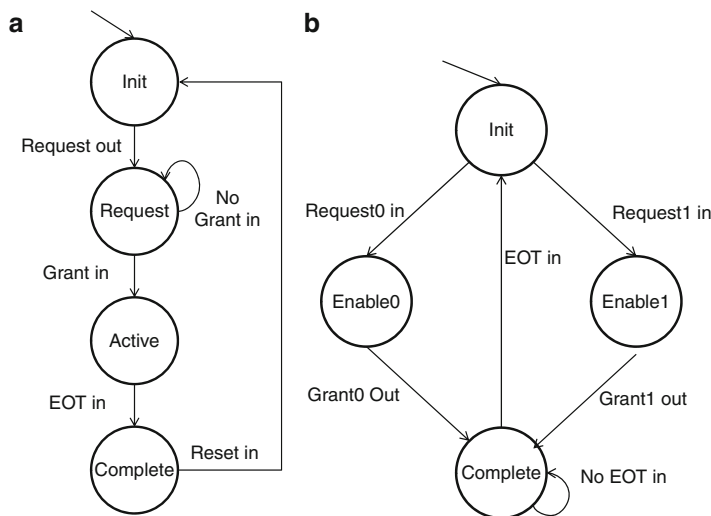 a
Init
Request out
Request
No
Grant in
Grant in
Active
EOT in
Complete
Reset in
b
Init
Request0 in
Request1 in
EOT in
Enable0
Enable1
Grant0 Out
Grant1 out
Complete
No EOT in